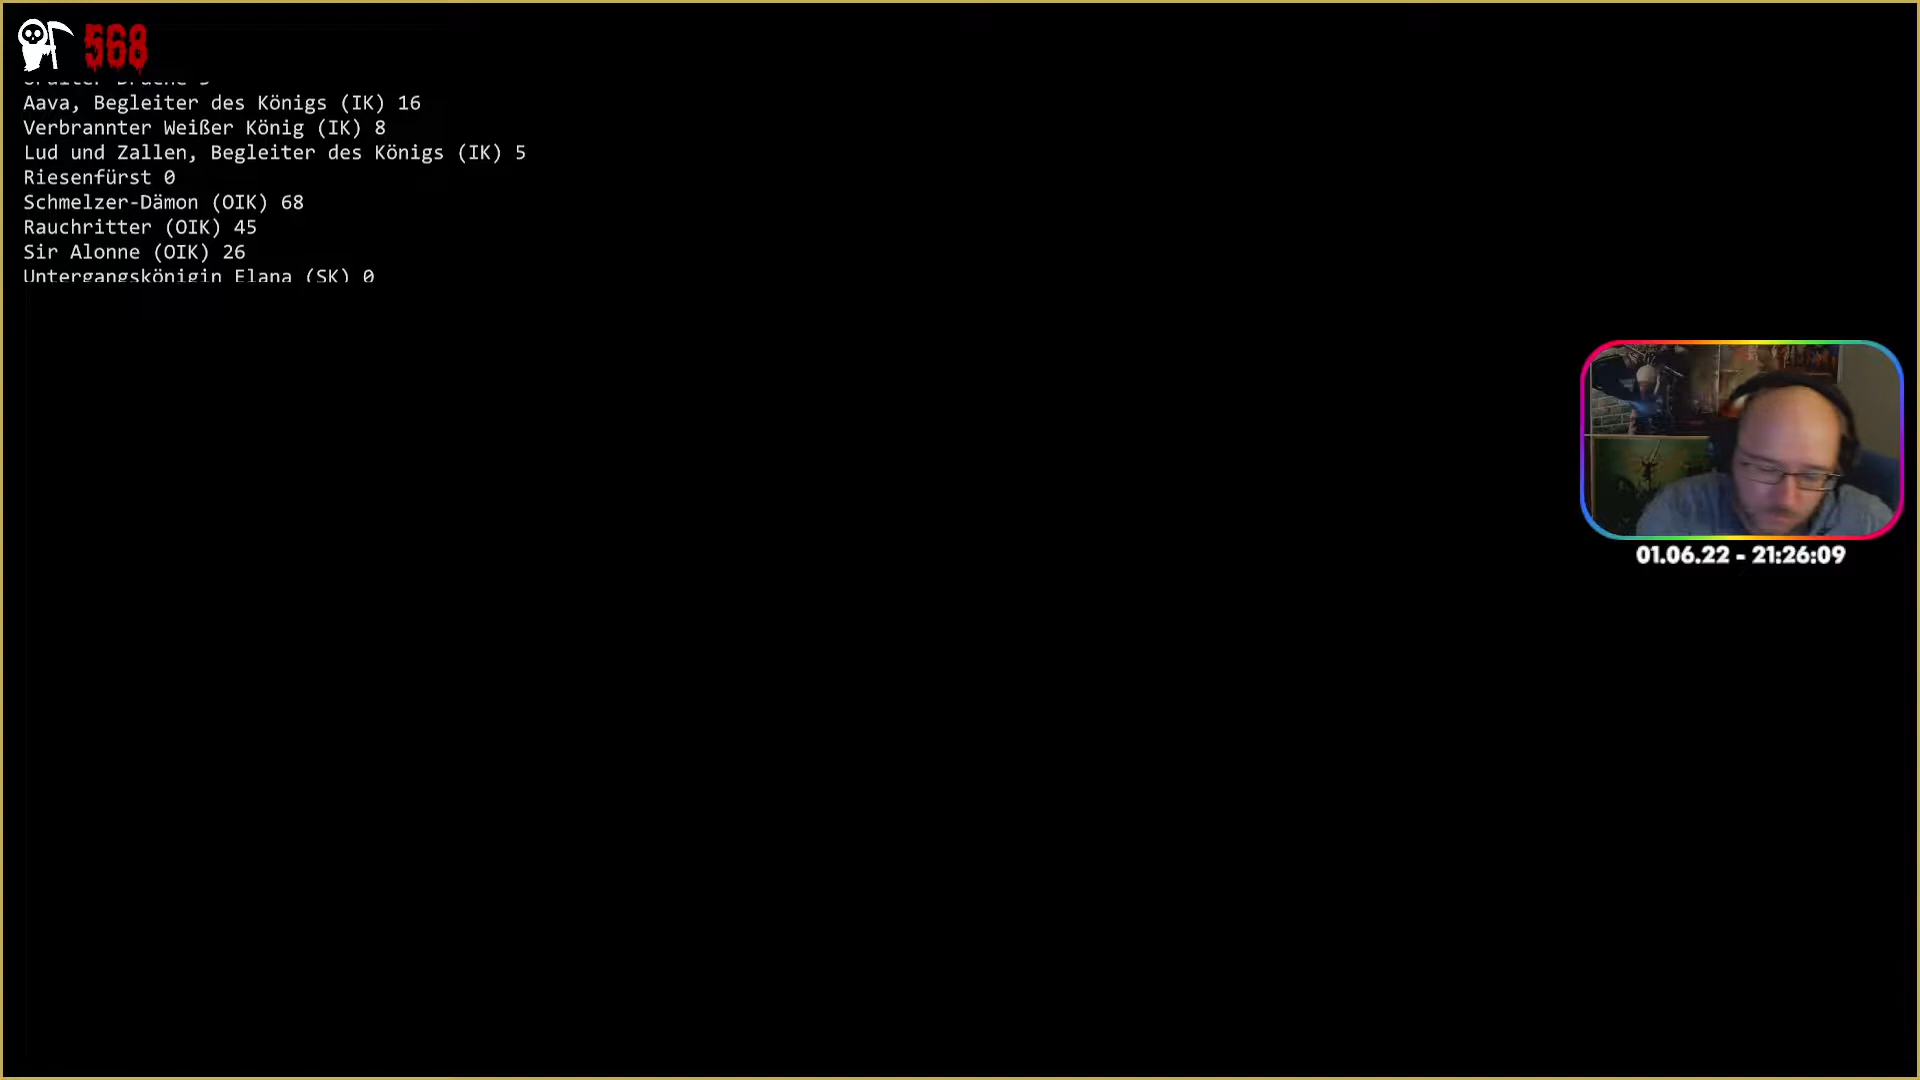 568
Aava, Begleiter des Königs (IK) 16
Verbrannter Weißer König (IK) 8
Lud und Zallen, Begleiter des Königs (IK) 5
Riesenfürst 0
Schmelzer-Dämon (OIK) 68
Rauchritter (OIK) 45
Sir Alonne (OIK) 26
Untergangskönigin Elana (SK) 0
01.06.22 - 21:26:09